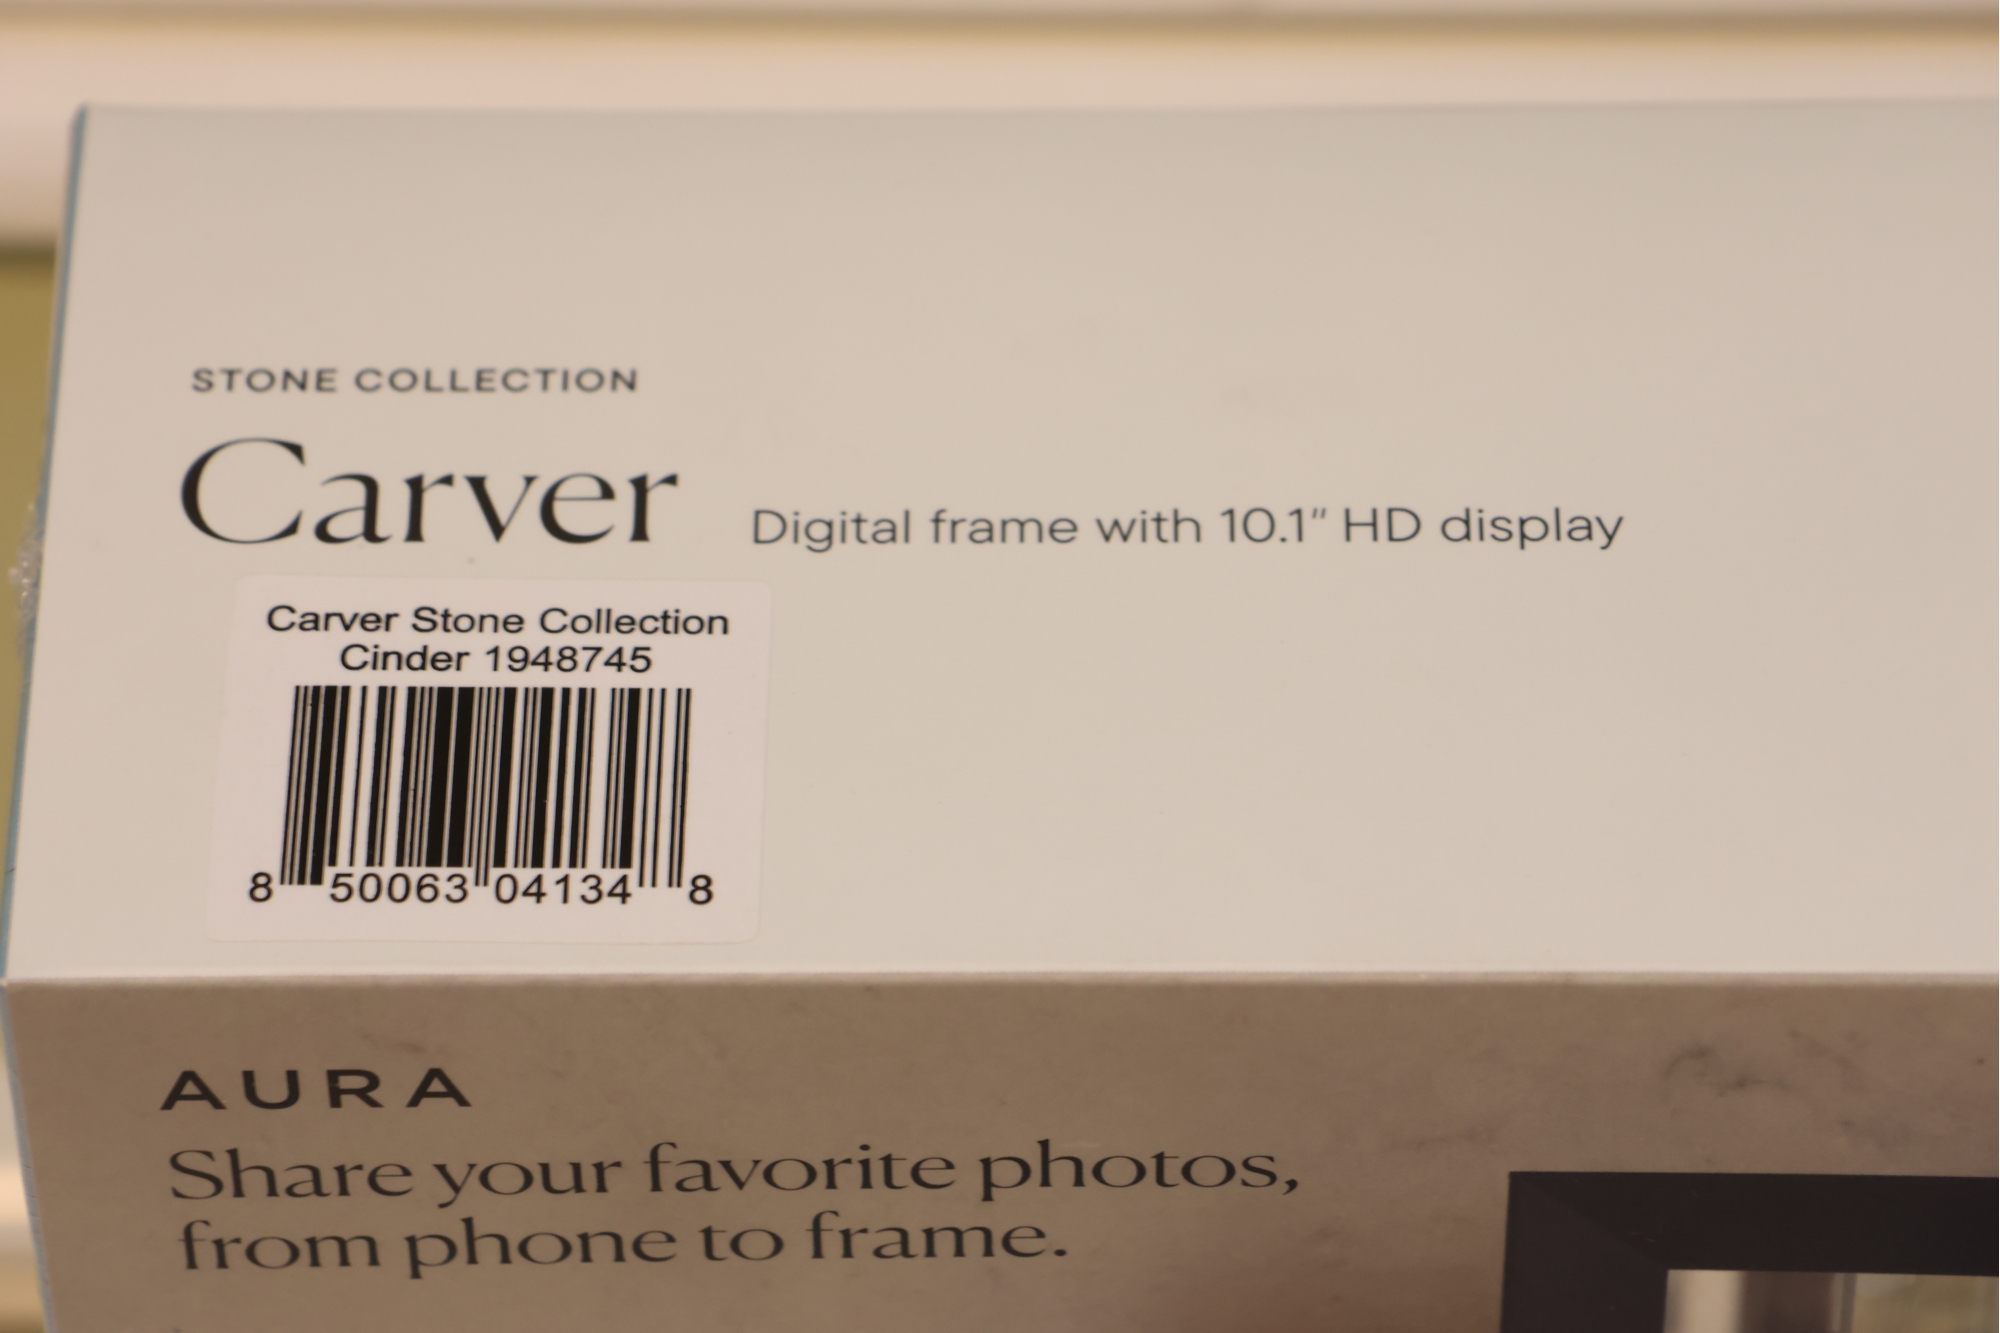 STONE COLLECTION
Carver Digital frame with 10.1" HD display
Carver Stone Collection
Cinder 1948745
8 50063 04134 8
AURA
Share your favorite photos,
from phone to frame.